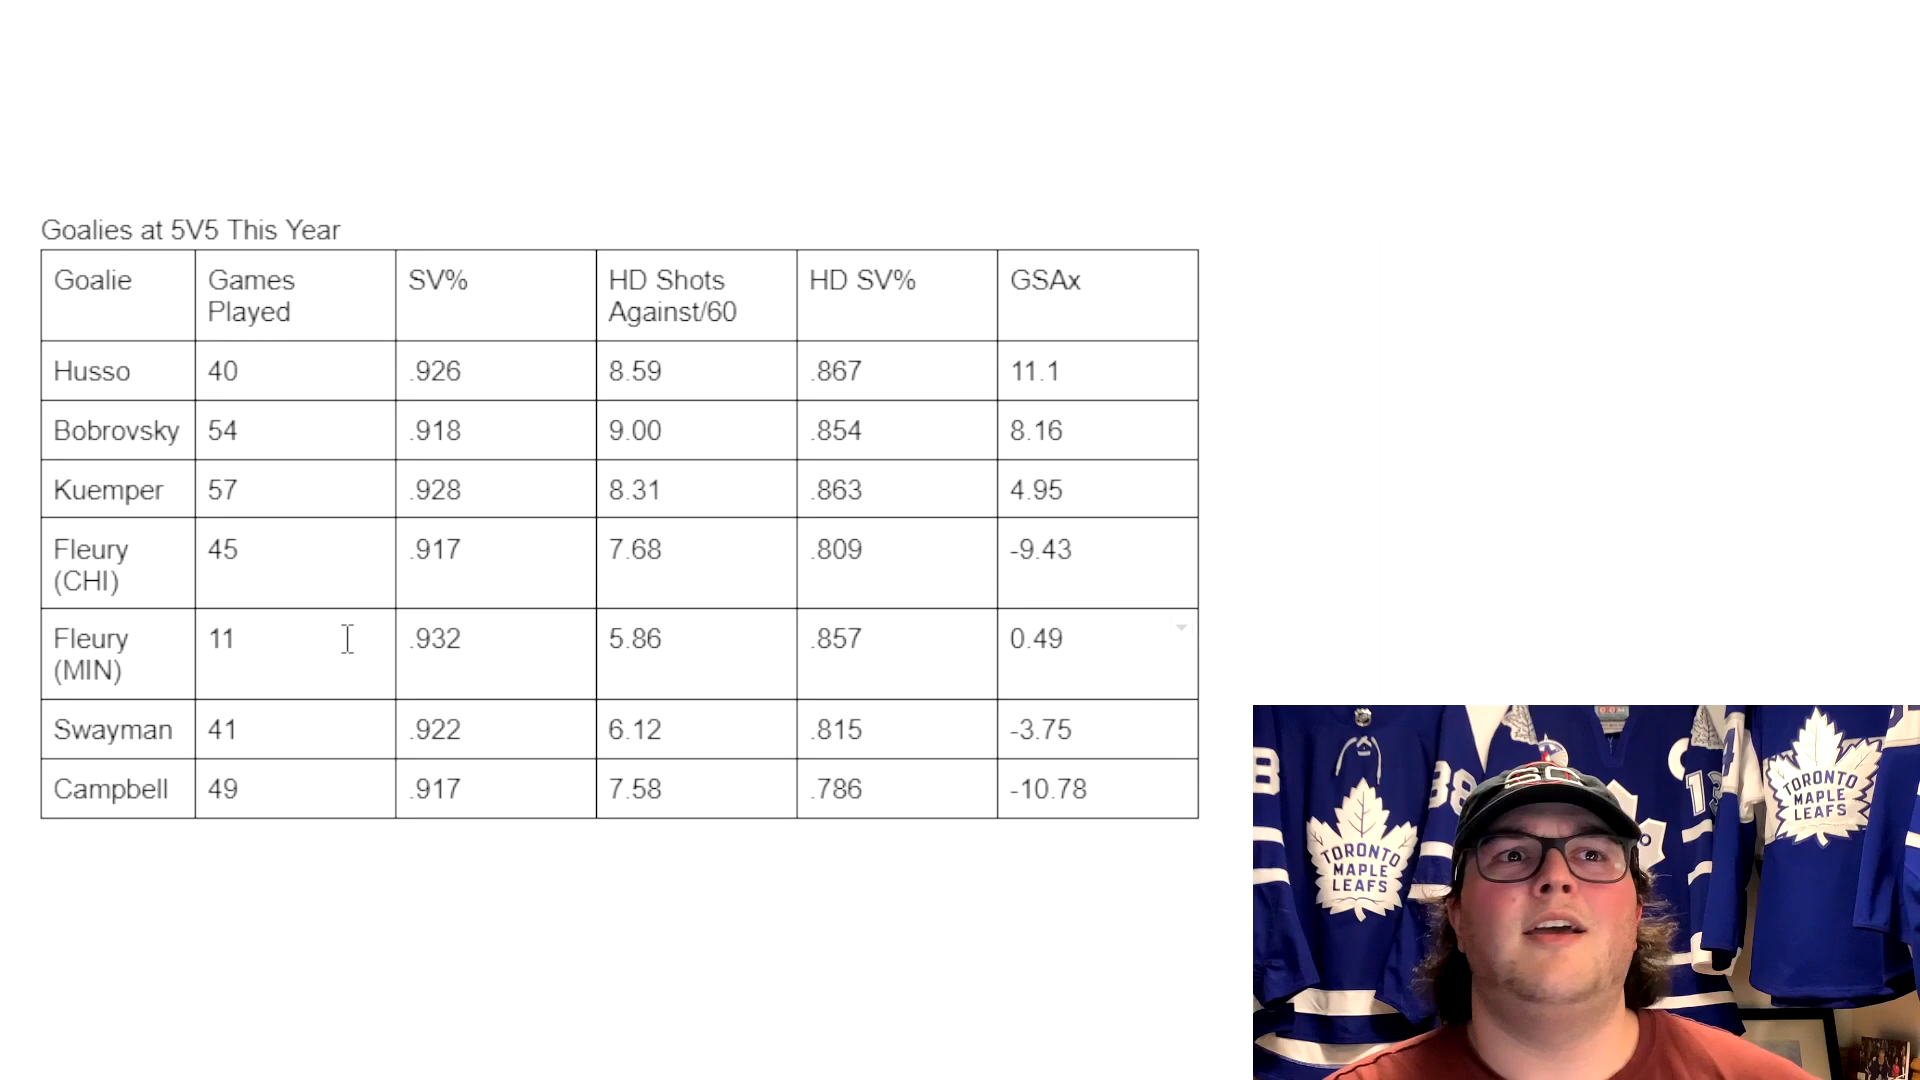 Goalies at 5V5 This Year
Goalie Games Played SV% HD Shots Against/60 HD SV% GSAx
Husso 40 .926 8.59 .867 11.1
Bobrovsky 54 .918 9.00 .854 8.16
Kuemper 57 .928 8.31 .863 4.95
Fleury (CHI) 45 .917 7.68 .809 -9.43
Fleury (MIN) 11 .932 5.86 .857 0.49
Swayman 41 .922 6.12 .815 -3.75
Campbell 49 .917 7.58 .786 -10.78
TORONTO
MAPLE
LEAFS
88
C
13
TORONTO
MAPLE
LEAFS